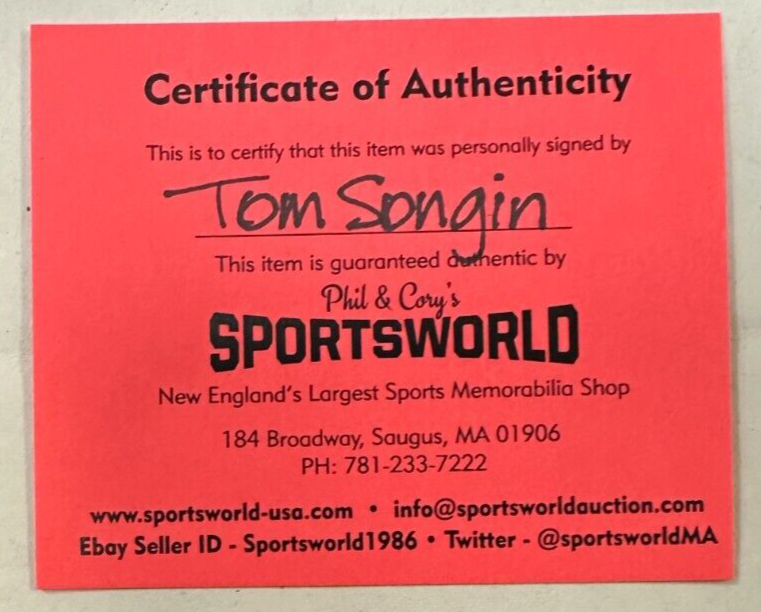 Certificate of Authenticity
This is to certify that this item was personally signed by
Tom Songin
This item is guaranteed authentic by
Phil & Cory's
SPORTSWORLD
New England's Largest Sports Memorabilia Shop
184 Broadway, Saugus, MA 01906
PH: 781-233-7222
www.sportsworld-usa.com • info@sportsworldauction.com
Ebay Seller ID - Sportsworld1986 • Twitter - @sportsworldMA